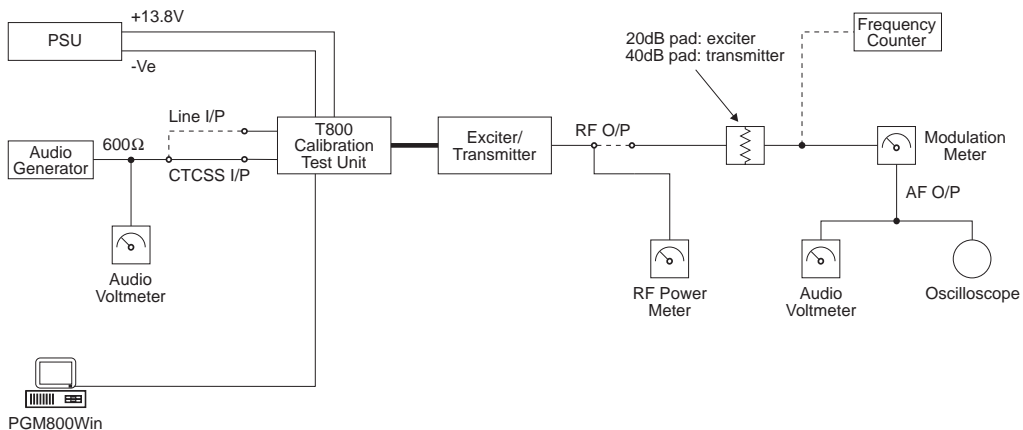 +13.8V
PSU
-Ve
Frequency
Counter
20dB pad: exciter
40dB pad: transmitter
Line I/P
T800
Calibration
Test Unit
Exciter/
Transmitter
RF O/P
Modulation
Meter
Audio
Generator
600Ω
CTCSS I/P
AF O/P
Audio
Voltmeter
RF Power
Meter
Audio
Voltmeter
Oscilloscope
PGM800Win